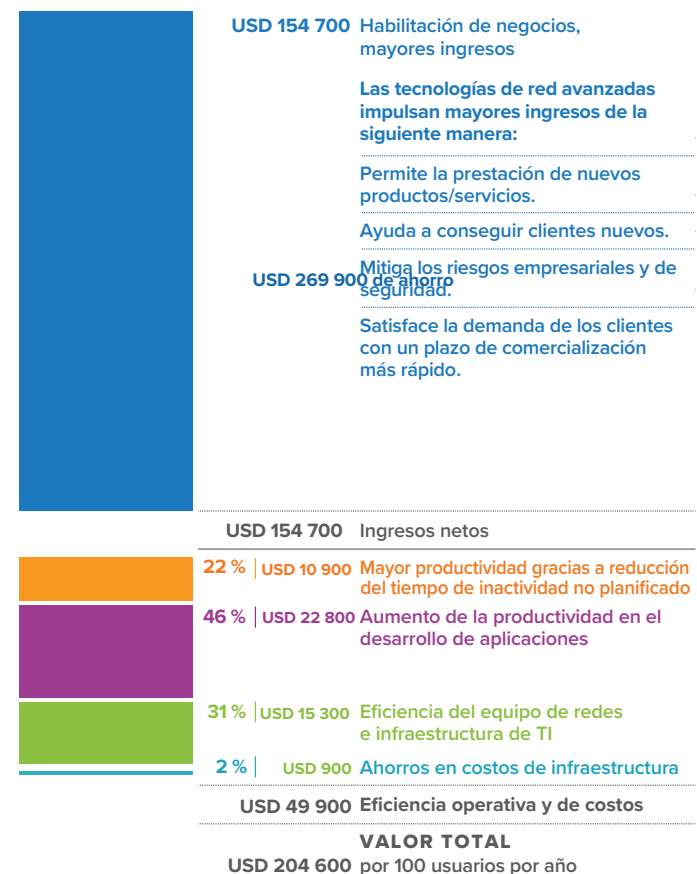 USD 154 700 Habilitación de negocios,
mayores ingresos
Las tecnologías de red avanzadas
impulsan mayores ingresos de la
siguiente manera:
Permite la prestación de nuevos
productos/servicios.
Ayuda a conseguir clientes nuevos.
Mitiga los riesgos empresariales y de
seguridad.
USD 269 900 de ahorro
Satisface la demanda de los clientes
con un plazo de comercialización
más rápido.
USD 154 700 Ingresos netos
22 % USD 10 900 Mayor productividad gracias a reducción
del tiempo de inactividad no planificado
46 % USD 22 800 Aumento de la productividad en el
desarrollo de aplicaciones
31 % USD 15 300 Eficiencia del equipo de redes
e infraestructura de TI
2 % USD 900 Ahorros en costos de infraestructura
USD 49 900 Eficiencia operativa y de costos
VALOR TOTAL
USD 204 600 por 100 usuarios por año